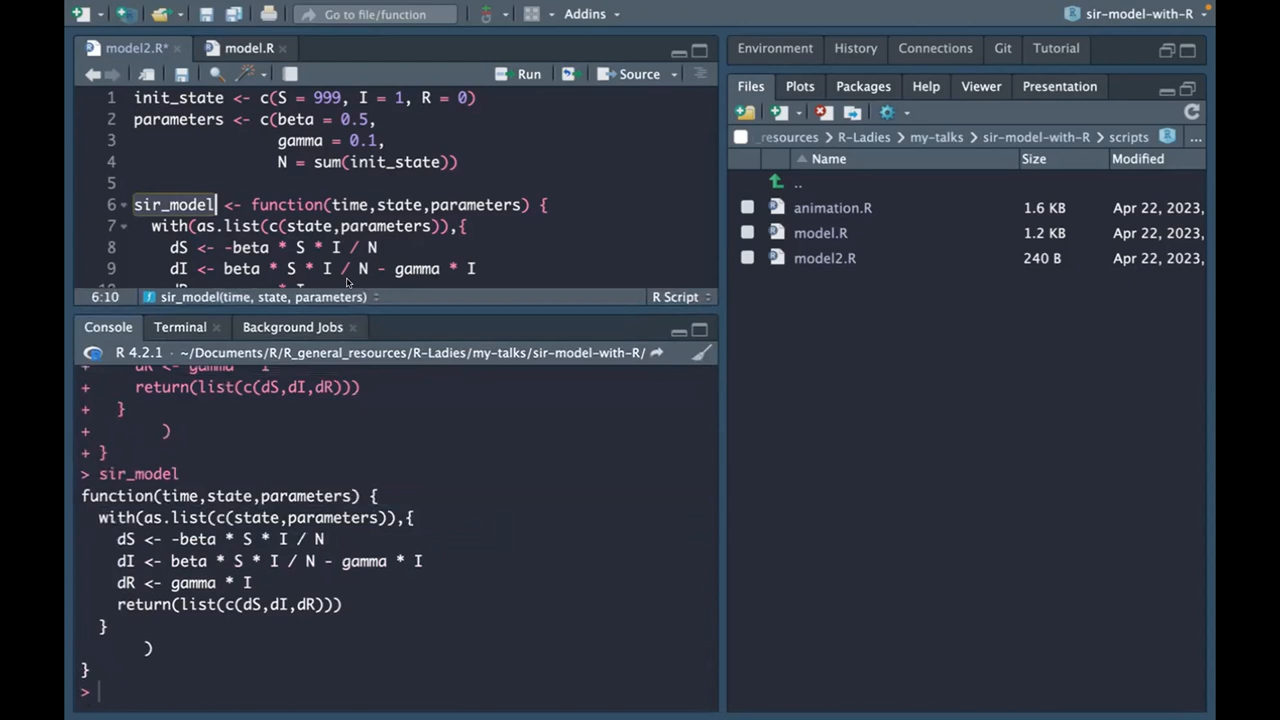 Go to file/function
Addins
sir-model-with-R
model2.R*
model.R
Run
Source
1 init_state <- c(S = 999, I = 1, R = 0)
2 parameters <- c(beta = 0.5,
3 gamma = 0.1,
4 N = sum(init_state))
5
6 sir_model <- function(time,state,parameters) {
7 with(as.list(c(state,parameters)),{
8 dS <- -beta * S * I / N
9 dI <- beta * S * I / N - gamma * I
6:10 sir_model(time, state, parameters) R Script
Console Terminal Background Jobs
R 4.2.1 · ~/Documents/R/R_general_resources/R-Ladies/my-talks/sir-model-with-R/
+ dR <- gamma * I
+ return(list(c(dS,dI,dR)))
+ }
+ )
+ }
> sir_model
function(time,state,parameters) {
with(as.list(c(state,parameters)),{
dS <- -beta * S * I / N
dI <- beta * S * I / N - gamma * I
dR <- gamma * I
return(list(c(dS,dI,dR)))
}
)
}
>
Environment History Connections Git Tutorial
Files Plots Packages Help Viewer Presentation
_resources > R-Ladies > my-talks > sir-model-with-R > scripts ...
Name Size Modified
..
animation.R 1.6 KB Apr 22, 2023,
model.R 1.2 KB Apr 22, 2023,
model2.R 240 B Apr 22, 2023,